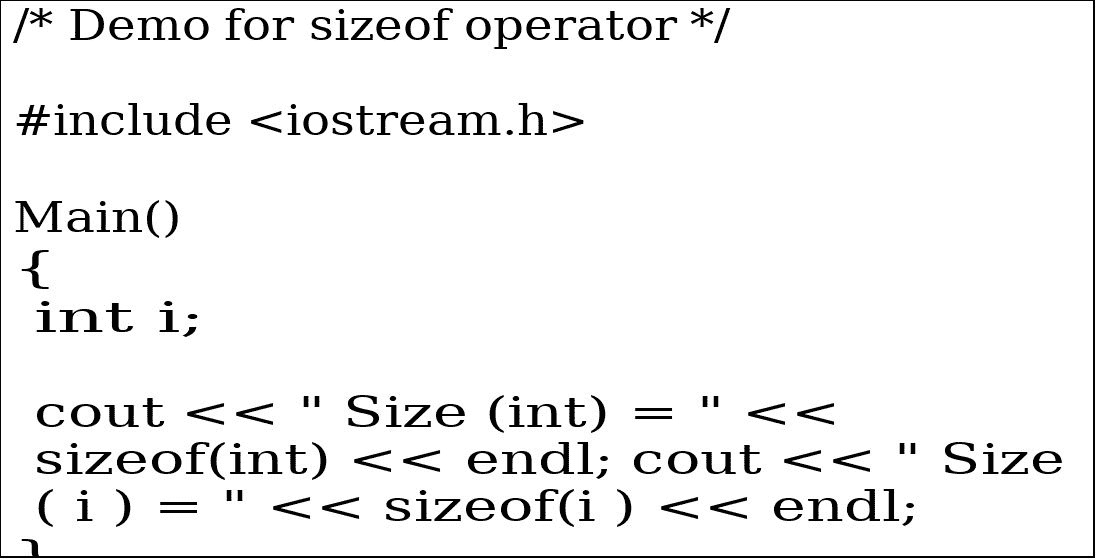 /* Demo for sizeof operator */
#include <iostream.h>
Main()
{
int i;
cout << " Size (int) = " <<
sizeof(int) << endl; cout << " Size
( i ) = " << sizeof(i ) << endl;
}